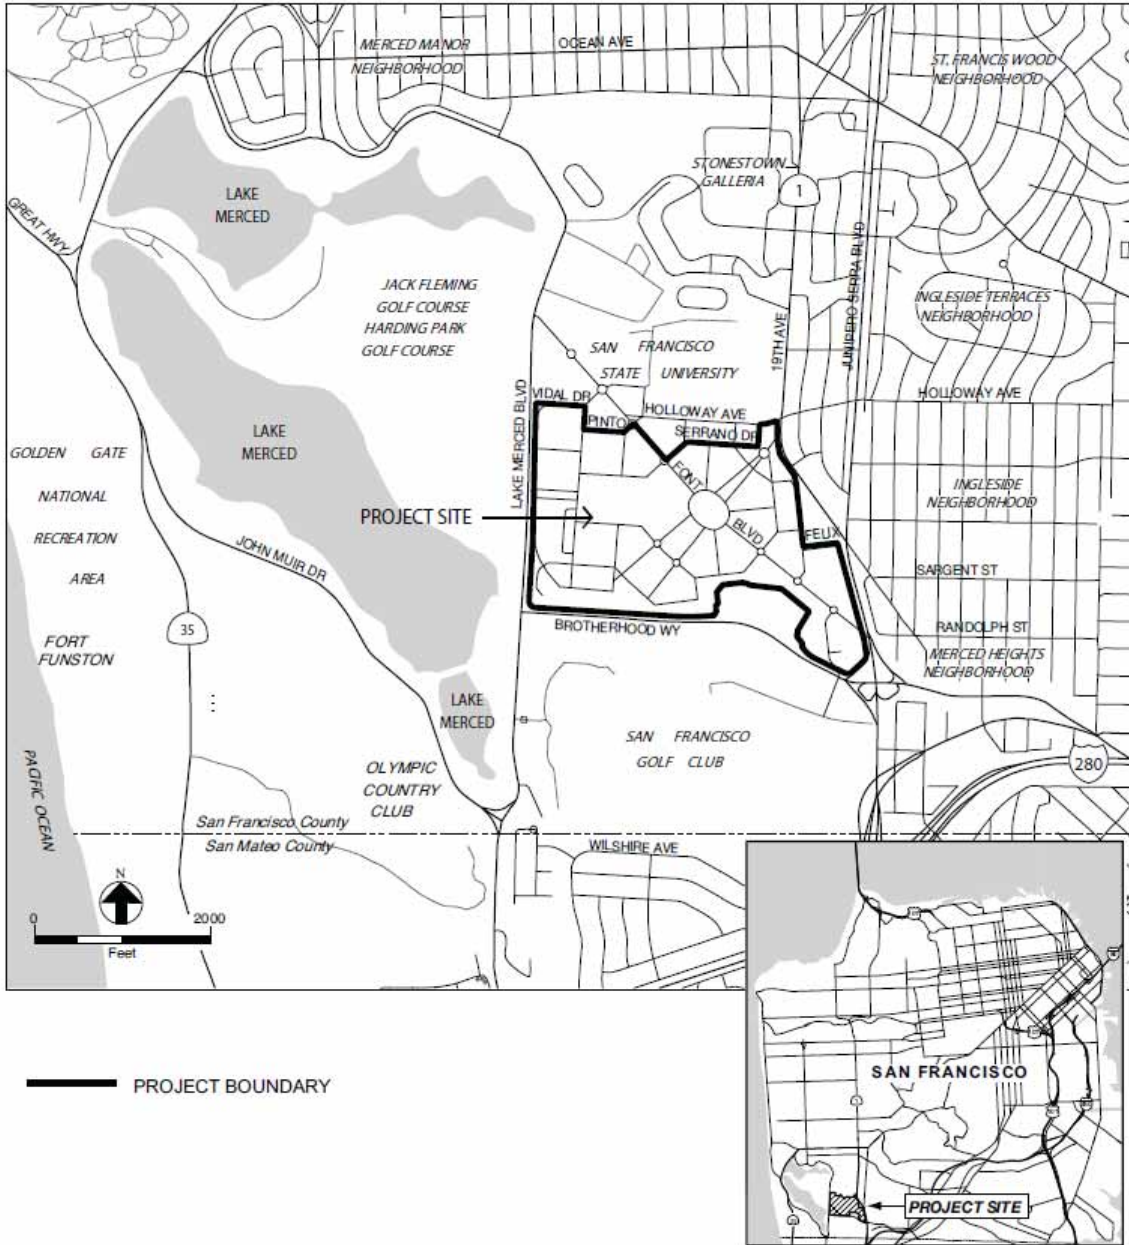 OCEAN AVE
MERCED MANOR
NEIGHBORHOOD
ST. FRANCIS WOOD
NEIGHBORHOOD
STONESTOWN
GALLERIA
1
LAKE
MERCED
GREAT HWY
JUNIPERO SERRA BLVD
JACK FLEMING
GOLF COURSE
HARDING PARK
GOLF COURSE
INGLESIDE TERRACES
NEIGHBORHOOD
19TH AVE
SAN FRANCISCO
STATE UNIVERSITY
VIDAL DR
HOLLOWAY AVE
HOLLOWAY AVE
PINTO
SERRANO DR
LAKE MERCED BLVD
LAKE
MERCED
GOLDEN GATE
NATIONAL
RECREATION
AREA
FONT
BLVD
INGLESIDE
NEIGHBORHOOD
PROJECT SITE
FELIX
JOHN MUIR DR
SARGENT ST
35
BROTHERHOOD WY
RANDOLPH ST
FORT
FUNSTON
MERCED HEIGHTS
NEIGHBORHOOD
LAKE
MERCED
SAN FRANCISCO
GOLF CLUB
280
PACIFIC OCEAN
OLYMPIC
COUNTRY
CLUB
San Francisco County
San Mateo County
WILSHIRE AVE
N
0
2000
Feet
SAN FRANCISCO
PROJECT SITE
PROJECT BOUNDARY